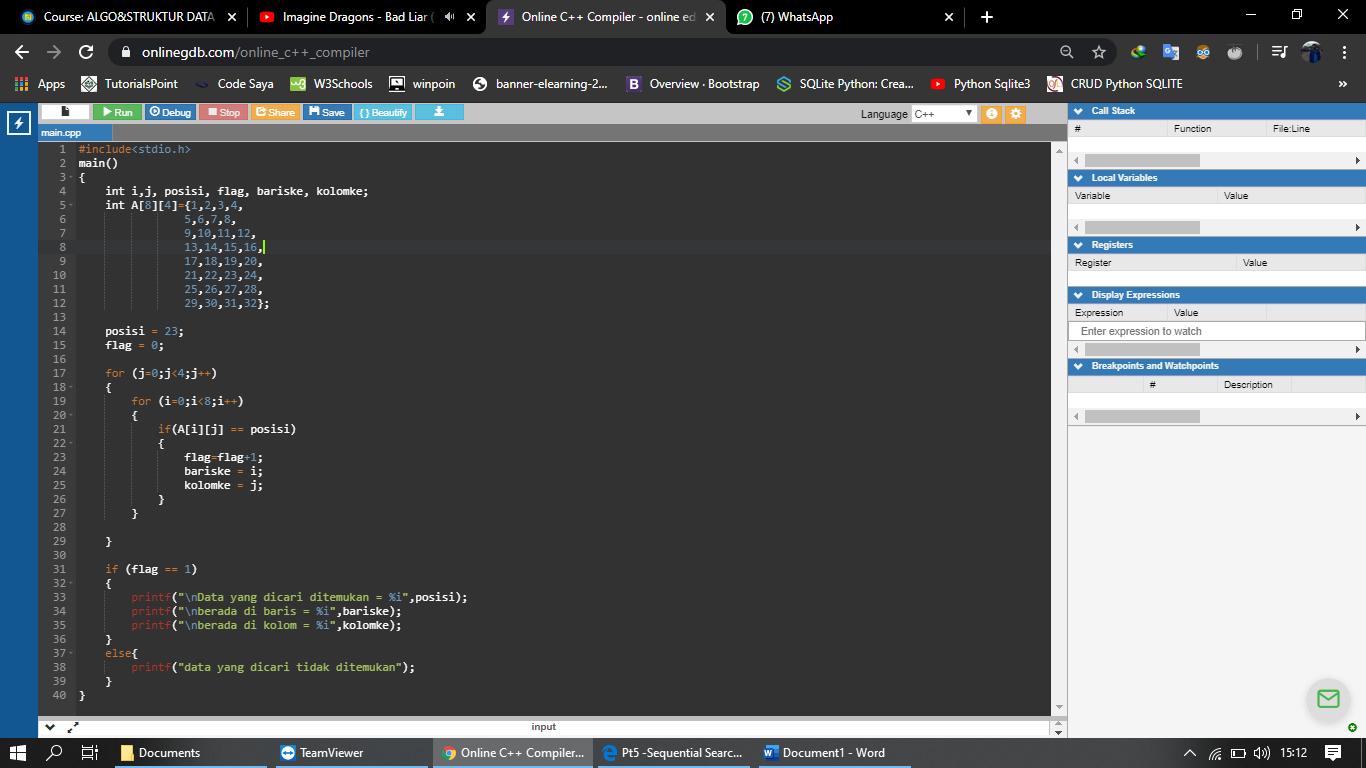 Course: ALGO&STRUKTUR DATA
Imagine Dragons - Bad Liar (
Online C++ Compiler - online ed
(7) WhatsApp
onlinegdb.com/online_c++_compiler
Apps TutorialsPoint Code Saya W3Schools winpoin banner-elearning-2... Overview · Bootstrap SQLite Python: Crea... Python Sqlite3 CRUD Python SQLITE »
Run Debug Stop Share Save { } Beautify
Language C++
main.cpp
1 #include<stdio.h>
2 main()
3 {
4 int i,j, posisi, flag, bariske, kolomke;
5 int A[8][4]={1,2,3,4,
6 5,6,7,8,
7 9,10,11,12,
8 13,14,15,16,
9 17,18,19,20,
10 21,22,23,24,
11 25,26,27,28,
12 29,30,31,32};
13
14 posisi = 23;
15 flag = 0;
16
17 for (j=0;j<4;j++)
18 {
19 for (i=0;i<8;i++)
20 {
21 if(A[i][j] == posisi)
22 {
23 flag=flag+1;
24 bariske = i;
25 kolomke = j;
26 }
27 }
28
29 }
30
31 if (flag == 1)
32 {
33 printf("\nData yang dicari ditemukan = %i",posisi);
34 printf("\nberada di baris = %i",bariske);
35 printf("\nberada di kolom = %i",kolomke);
36 }
37 else{
38 printf("data yang dicari tidak ditemukan");
39 }
40 }
input
Call Stack
# Function File:Line
Local Variables
Variable Value
Registers
Register Value
Display Expressions
Expression Value
Enter expression to watch
Breakpoints and Watchpoints
# Description
Documents TeamViewer Online C++ Compiler... Pt5 -Sequential Searc... Document1 - Word 15:12